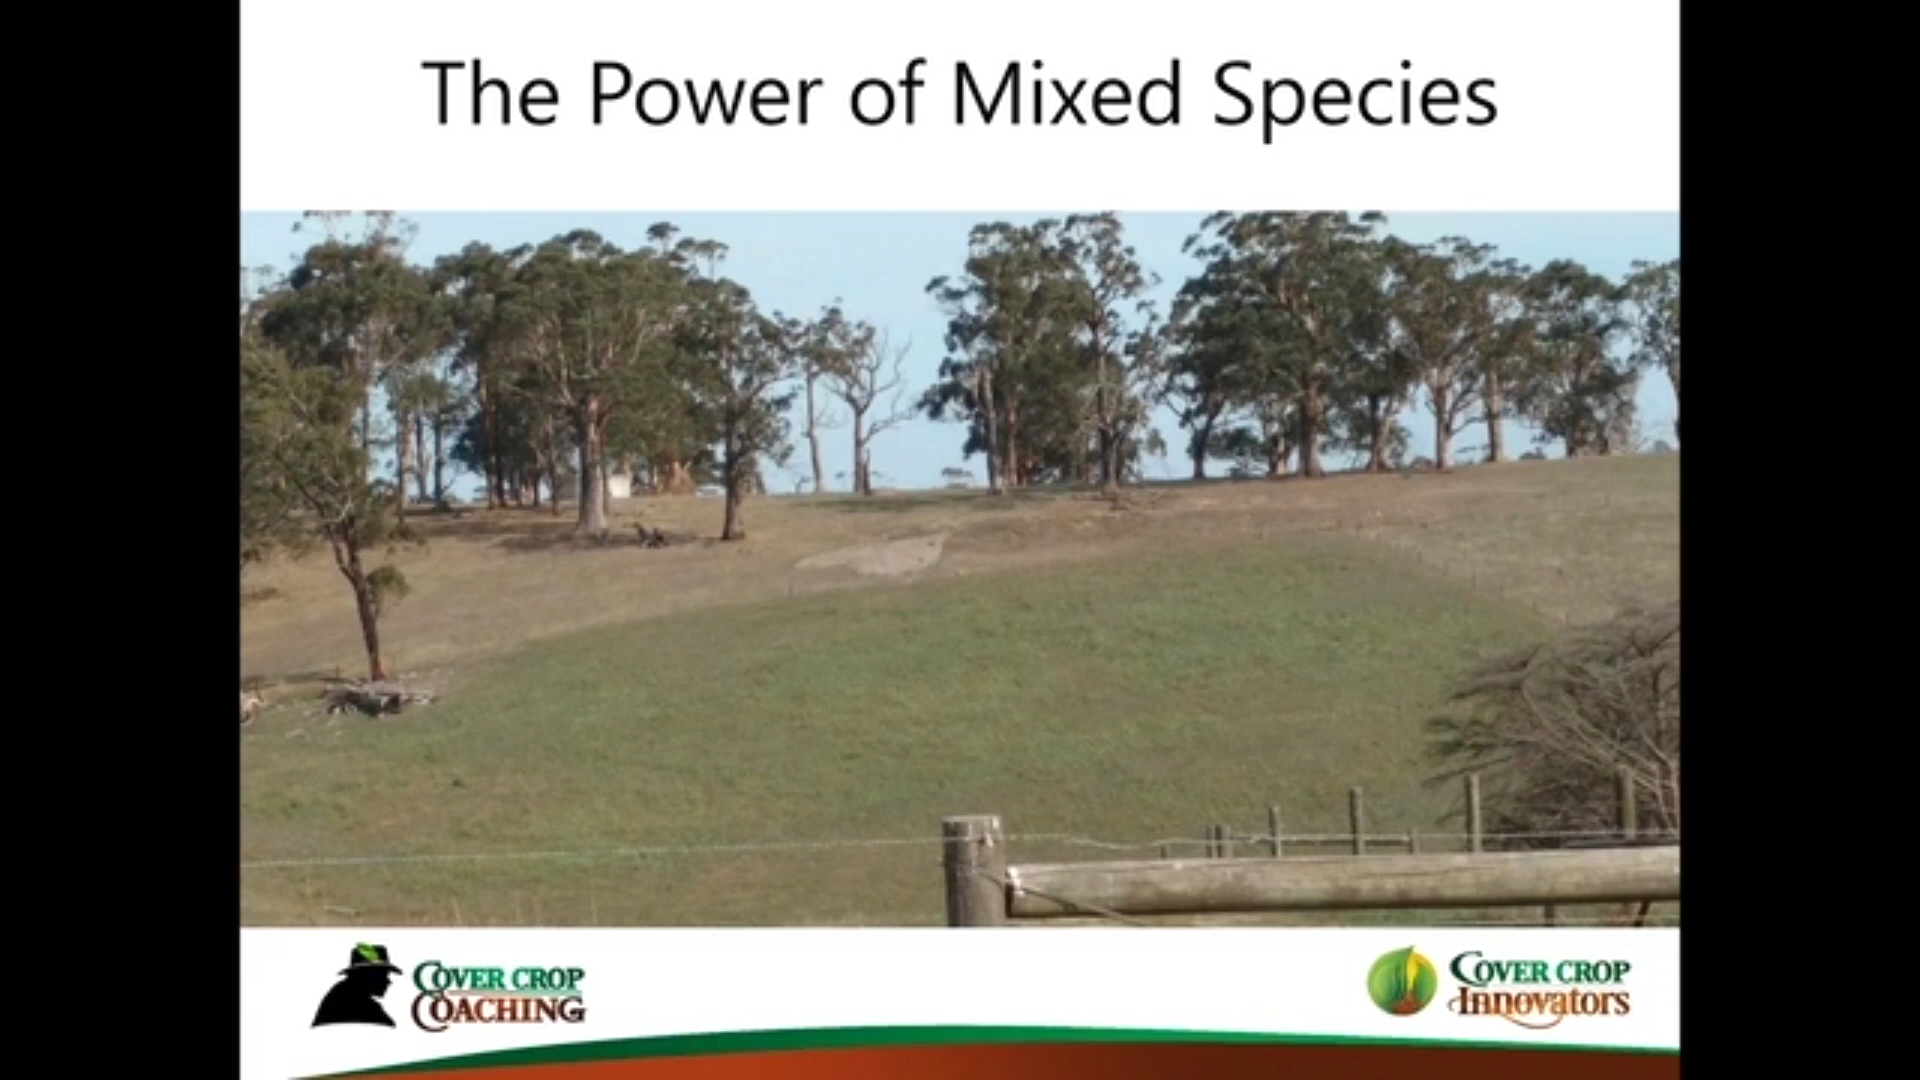 The Power of Mixed Species
COVER CROP
COACHING
COVER CROP
Innovators